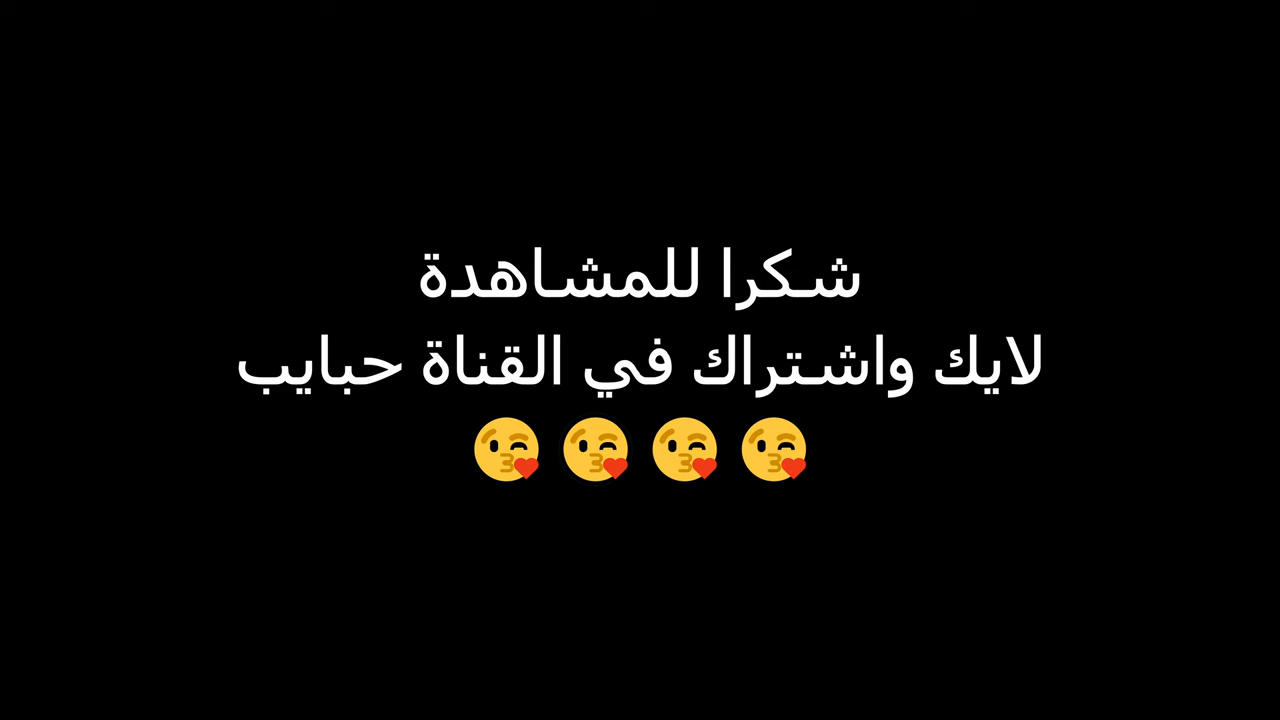 شكرا للمشاهدة
لايك واشتراك في القناة حبايب
😘 😘 😘 😘